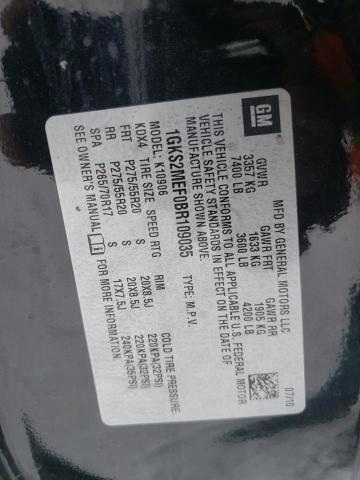 GM
MFD BY GENERAL MOTORS LLC
07/10
GVWR GAWR FRT GAWR RR
3357 KG 1633 KG 1905 KG
7400 LB 3600 LB 4200 LB
THIS VEHICLE CONFORMS TO ALL APPLICABLE U.S. FEDERAL MOTOR
VEHICLE SAFETY STANDARDS IN EFFECT ON THE DATE OF
MANUFACTURE SHOWN ABOVE.
1GKS2MEF0BR109035 TYPE: M.P.V.
MODEL: K10906
KDX4 TIRE SIZE SPEED RTG RIM COLD TIRE PRESSURE
FRT P275/55R20 S 20X8.5J 220KPA(32PSI)
RR P275/55R20 S 20X8.5J 220KPA(32PSI)
SPA P265/70R17 S 17X7.5J 240KPA(35PSI)
SEE OWNER'S MANUAL FOR MORE INFORMATION.